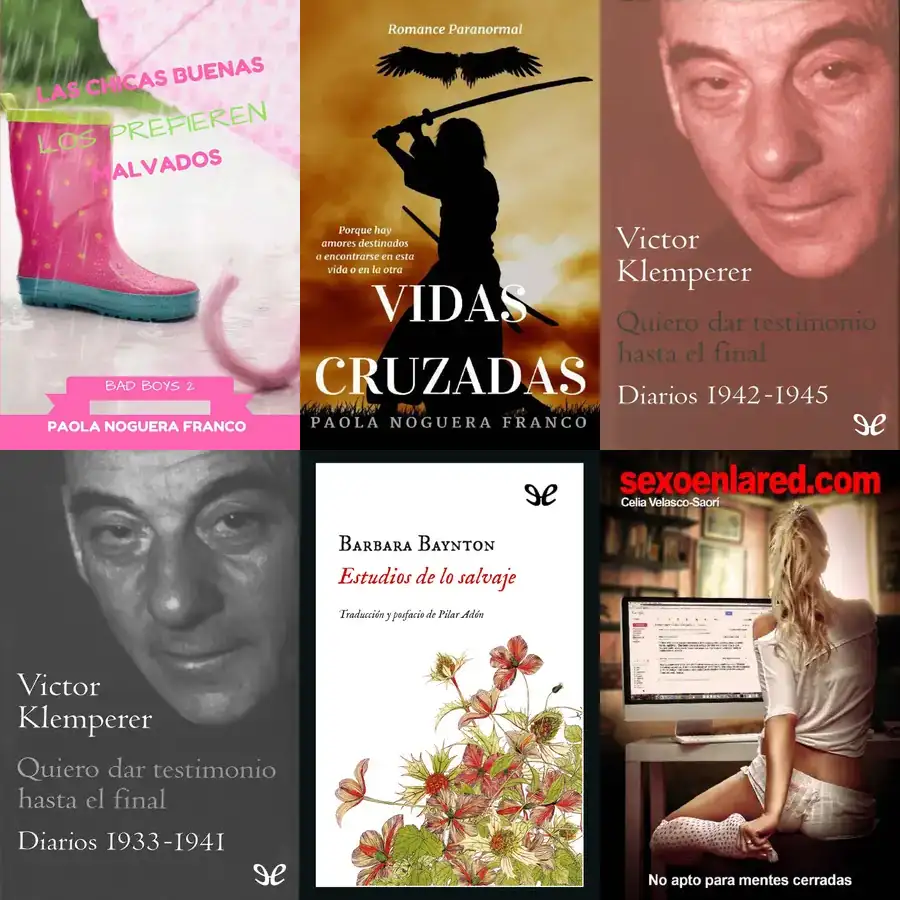 LAS CHICAS BUENAS
LOS PREFIEREN
MALVADOS
BAD BOYS 2
PAOLA NOGUERA FRANCO
Romance Paranormal
Porque hay
amores destinados
a encontrarse en esta
vida o en la otra
VIDAS
CRUZADAS
PAOLA NOGUERA FRANCO
Victor
Klemperer
Quiero dar testimonio
hasta el final
Diarios 1942-1945
Victor
Klemperer
Quiero dar testimonio
hasta el final
Diarios 1933-1941
BARBARA BAYNTON
Estudios de lo salvaje
Traducción y posfacio de Pilar Adón
sexoenlared.com
Celia Velasco-Saorí
No apto para mentes cerradas